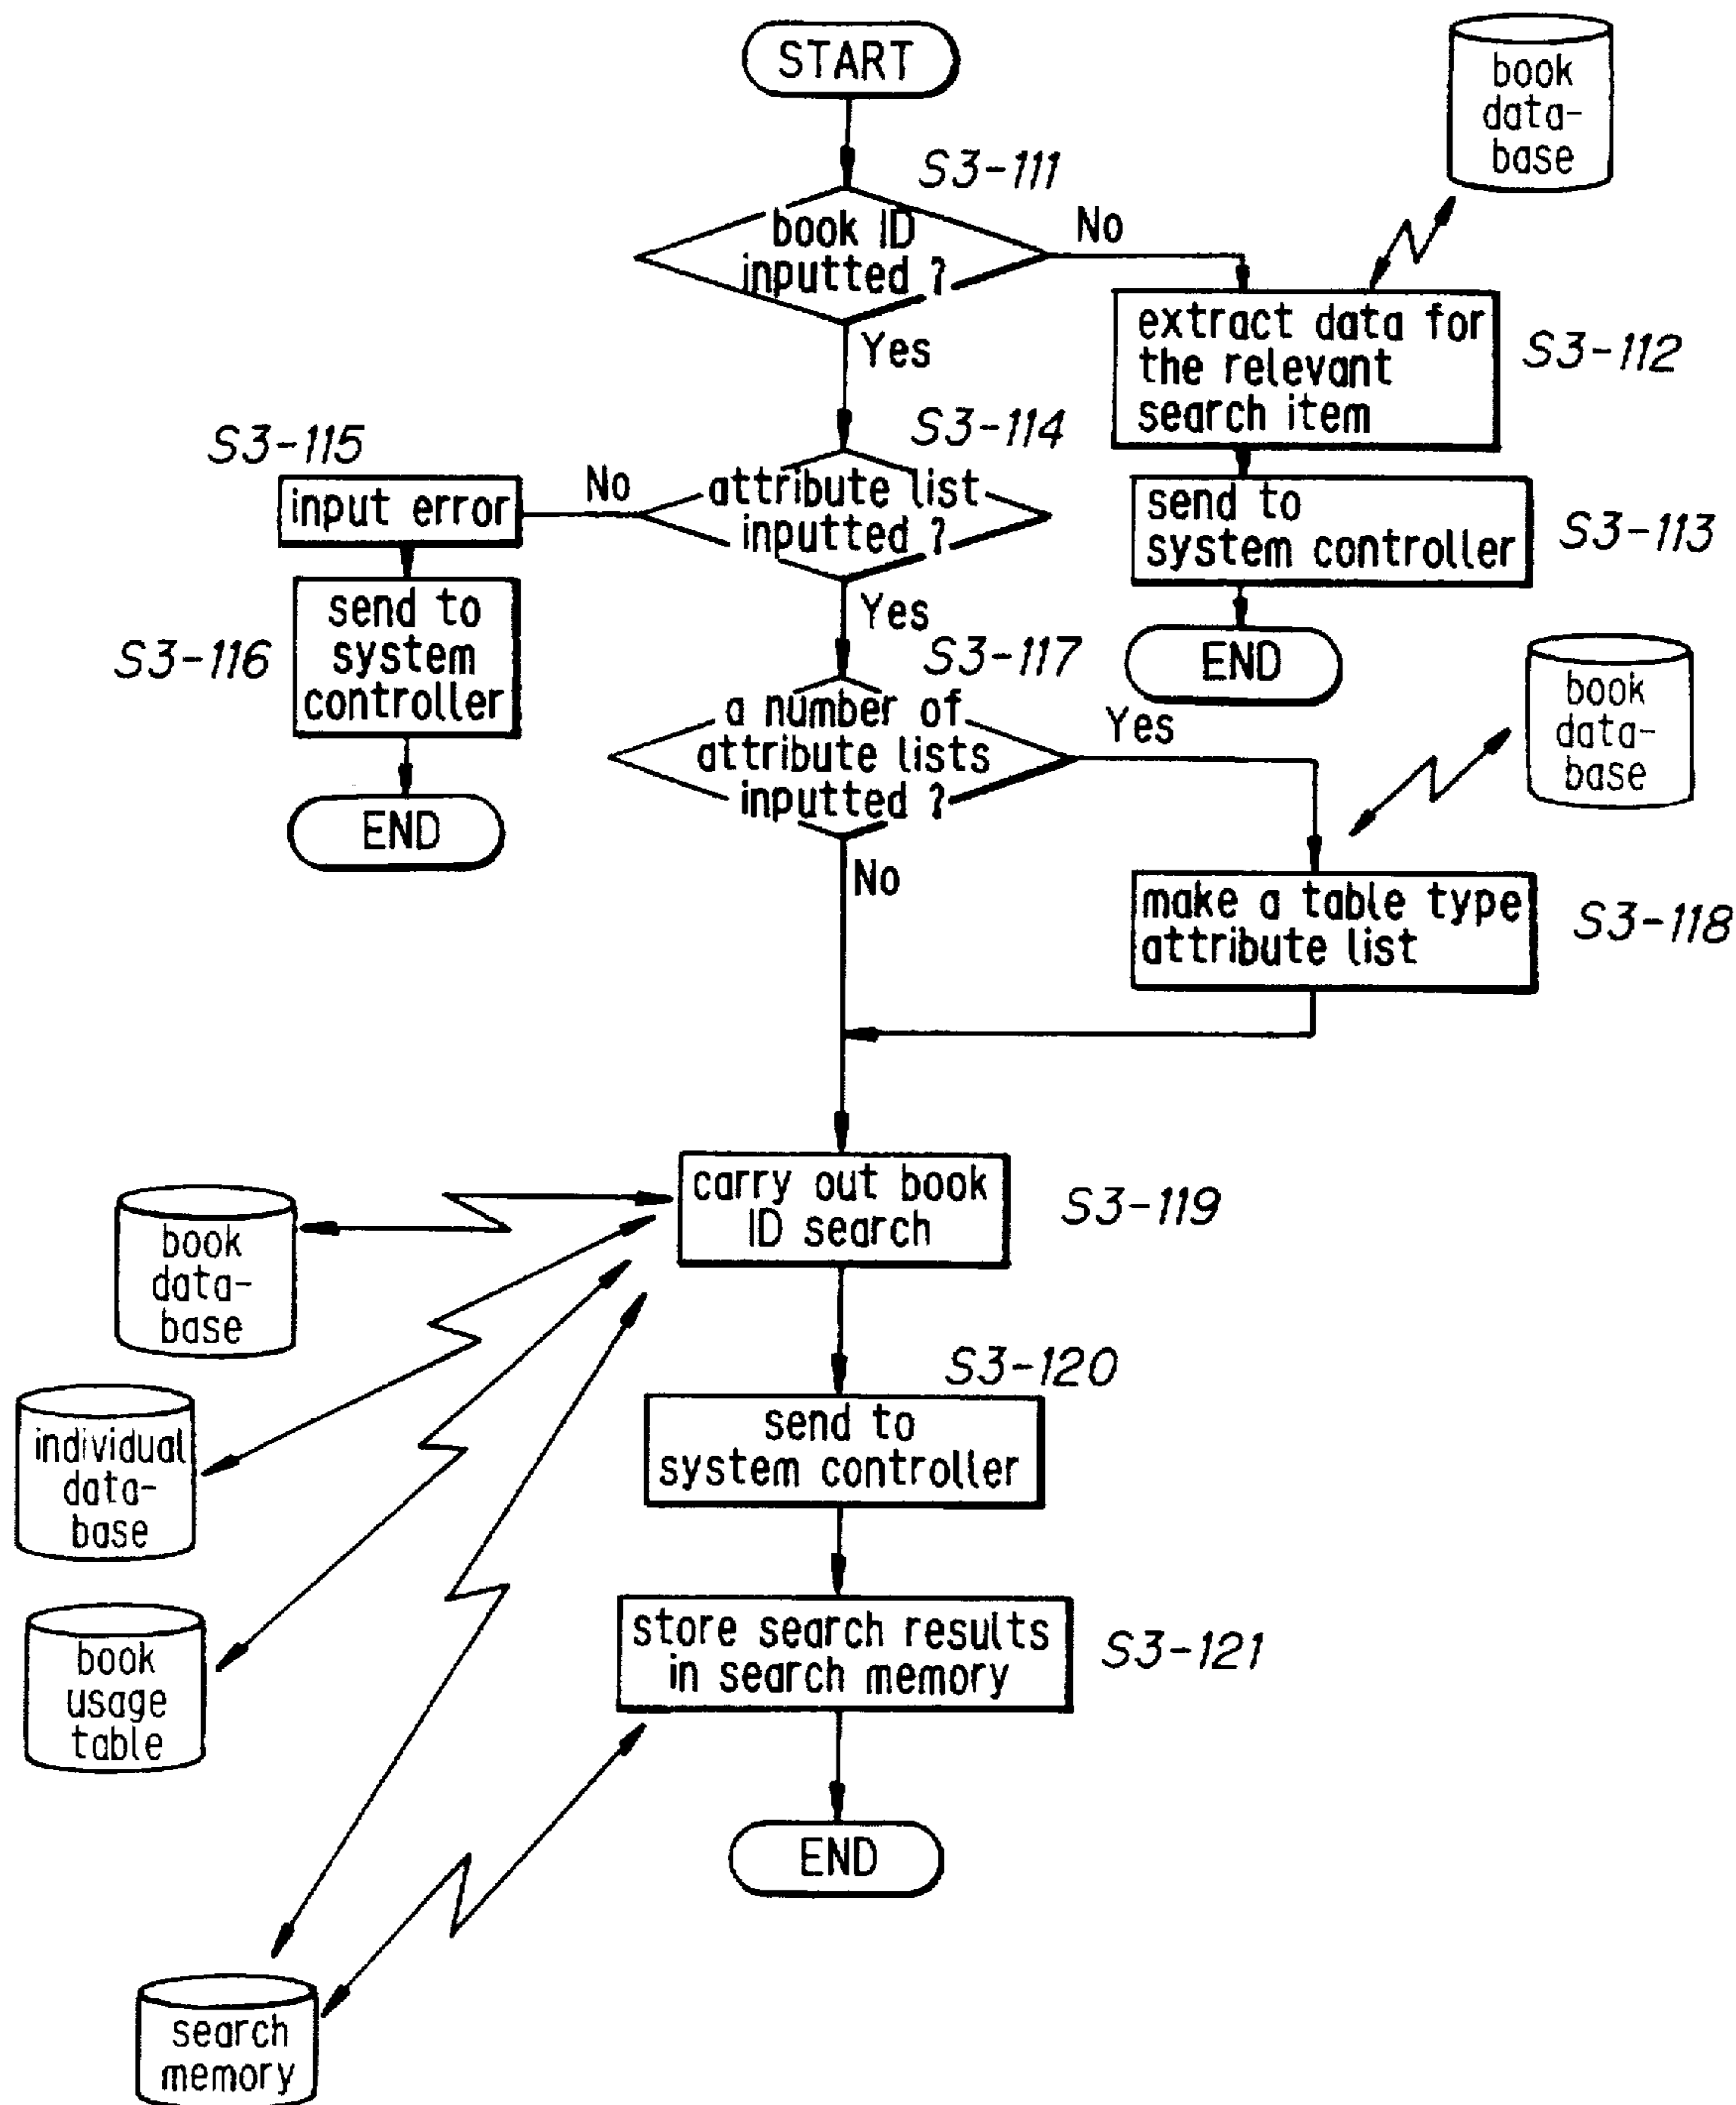 START
book
data-
base
S3-111
book ID
inputted ?
No
Yes
extract data for
the relevant
search item
S3-112
S3-114
S3-115
attribute list
inputted ?
No
input error
send to
system controller
S3-113
Yes
send to
system
controller
S3-116
END
S3-117
a number of
attribute lists
inputted ?
Yes
book
data-
base
END
No
make a table type
attribute list
S3-118
carry out book
ID search
S3-119
book
data-
base
S3-120
send to
system controller
individual
data-
base
store search results
in search memory
S3-121
book
usage
table
END
search
memory